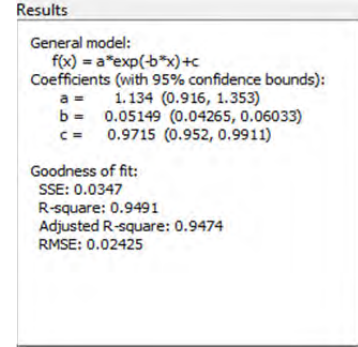 Results
General model:
f(x) = a*exp(-b*x)+c
Coefficients (with 95% confidence bounds):
a = 1.134 (0.916, 1.353)
b = 0.05149 (0.04265, 0.06033)
c = 0.9715 (0.952, 0.9911)
Goodness of fit:
SSE: 0.0347
R-square: 0.9491
Adjusted R-square: 0.9474
RMSE: 0.02425